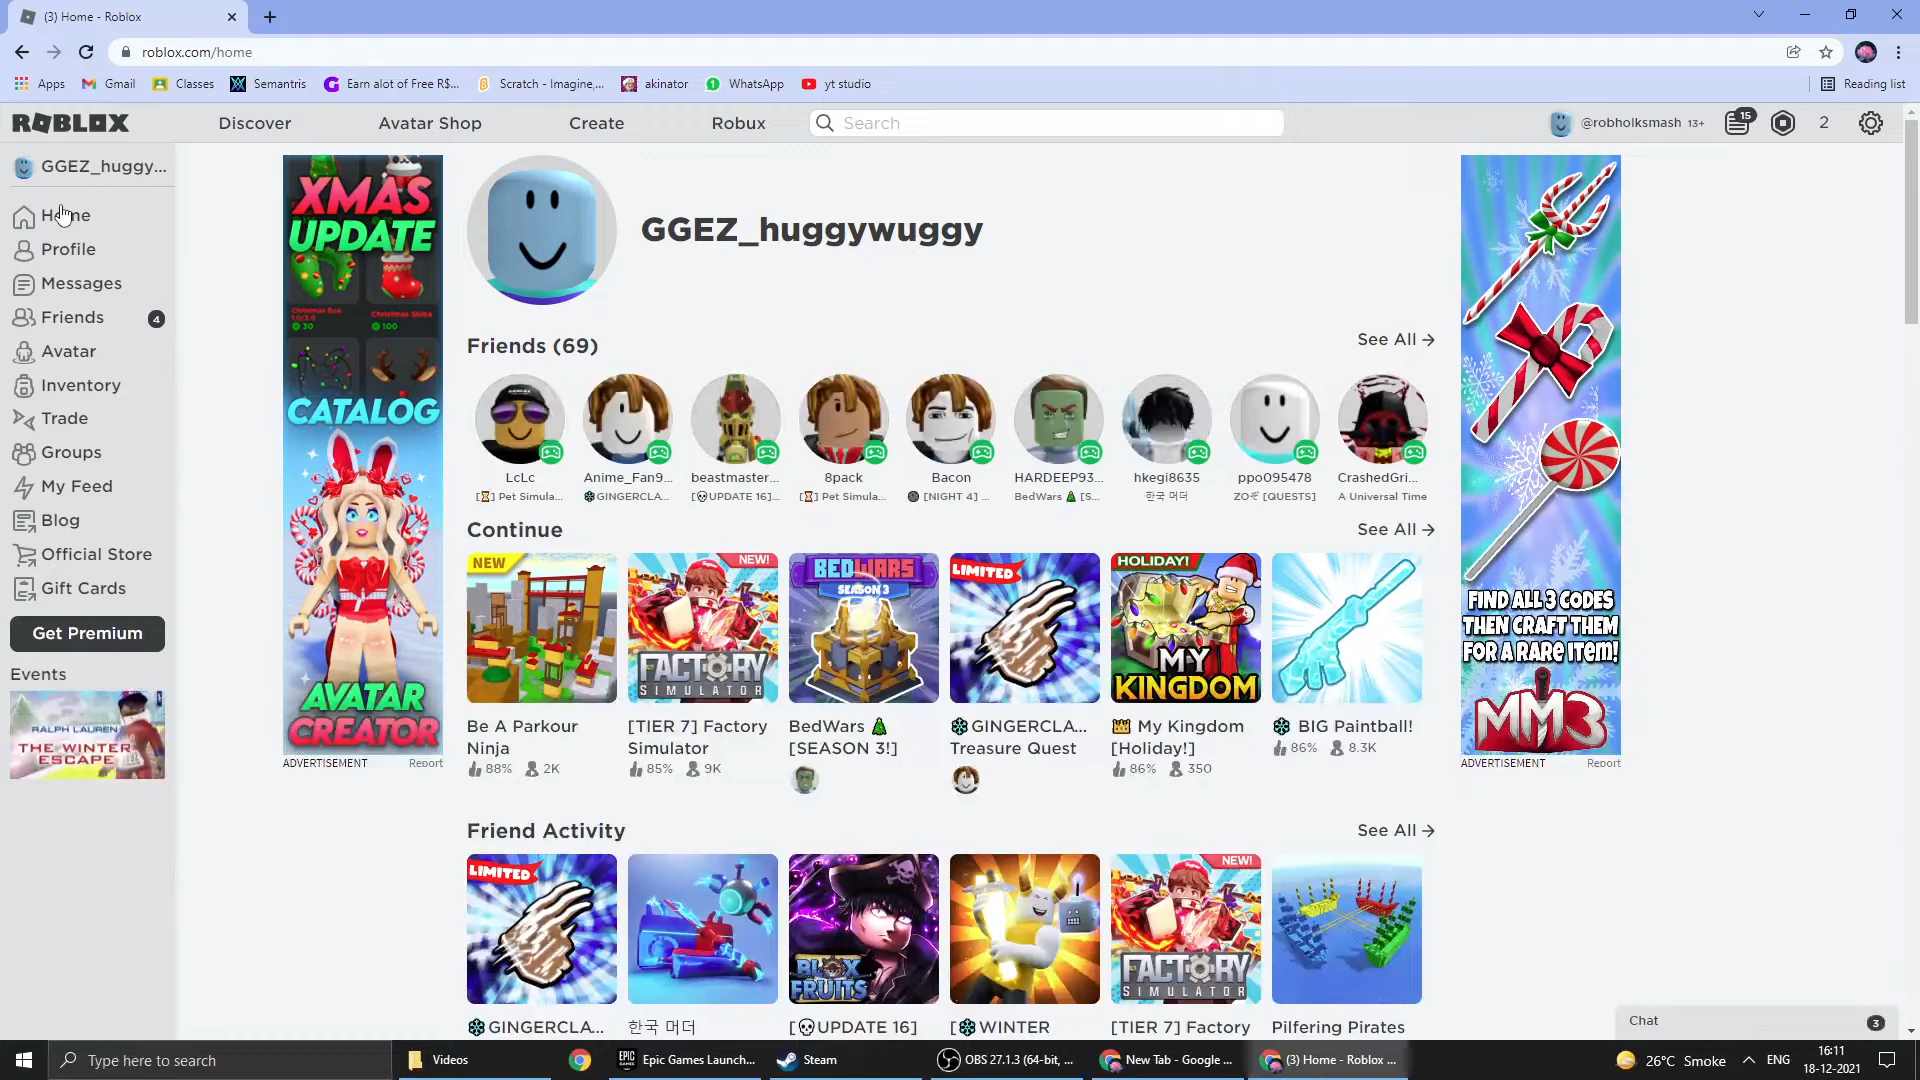 (3) Home - Roblox
roblox.com/home
Apps
Gmail
Classes
Semantris
Earn alot of Free R$...
Scratch - Imagine,...
akinator
WhatsApp
yt studio
Reading list
ROBLOX
Discover
Avatar Shop
Create
Robux
Search
@robholksmash 13+
15
2
GGEZ_huggy...
Home
Profile
Messages
Friends
4
Avatar
Inventory
Trade
Groups
My Feed
Blog
Official Store
Gift Cards
Get Premium
Events
RALPH LAUREN
THE WINTER
ESCAPE
XMAS
UPDATE
30
100
CATALOG
AVATAR
CREATOR
ADVERTISEMENT
Report
GGEZ_huggywuggy
Friends (69)
See All →
LcLc
Anime_Fan9...
beastmaster...
8pack
Bacon
HARDEEP93...
hkegi8635
ppo095478
CrashedGri...
[⌛] Pet Simula...
❄GINGERCLA...
[💀UPDATE 16]...
[⌛] Pet Simula...
[NIGHT 4] ...
BedWars 🎄 [S...
한국 머더
ZOぞ [QUESTS]
A Universal Time
Continue
See All →
NEW
NEW!
FACTORY
SIMULATOR
BEDWARS
SEASON 3
LIMITED
HOLIDAY!
MY
KINGDOM
Be A Parkour
Ninja
88% 2K
[TIER 7] Factory
Simulator
85% 9K
BedWars 🎄
[SEASON 3!]
❄GINGERCLA...
Treasure Quest
👑 My Kingdom
[Holiday!]
86% 350
❄ BIG Paintball!
86% 8.3K
Friend Activity
See All →
LIMITED
BLOX
FRUITS
NEW!
FACTORY
SIMULATOR
❄GINGERCLA...
한국 머더
[💀UPDATE 16]
[❄WINTER
[TIER 7] Factory
Pilfering Pirates
FIND ALL 3 CODES
THEN CRAFT THEM
FOR A RARE ITEM!
MM3
ADVERTISEMENT
Report
Chat
3
Type here to search
Videos
Epic Games Launch...
Steam
OBS 27.1.3 (64-bit, ...
New Tab - Google ...
(3) Home - Roblox ...
26°C Smoke
ENG
16:11
18-12-2021